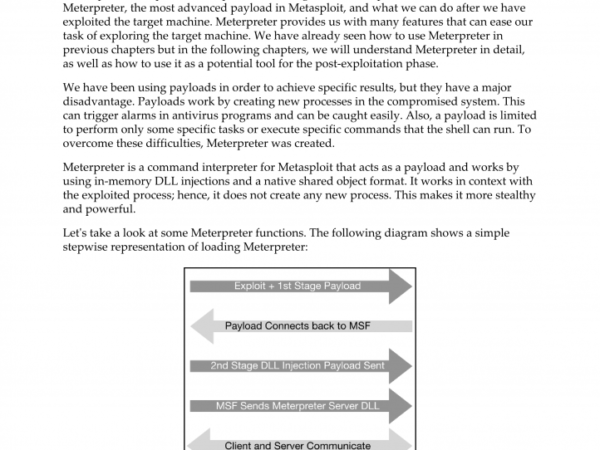 Meterpreter, the most advanced payload in Metasploit, and what we can do after we have
exploited the target machine. Meterpreter provides us with many features that can ease our
task of exploring the target machine. We have already seen how to use Meterpreter in
previous chapters but in the following chapters, we will understand Meterpreter in detail,
as well as how to use it as a potential tool for the post-exploitation phase.
We have been using payloads in order to achieve specific results, but they have a major
disadvantage. Payloads work by creating new processes in the compromised system. This
can trigger alarms in antivirus programs and can be caught easily. Also, a payload is limited
to perform only some specific tasks or execute specific commands that the shell can run. To
overcome these difficulties, Meterpreter was created.
Meterpreter is a command interpreter for Metasploit that acts as a payload and works by
using in-memory DLL injections and a native shared object format. It works in context with
the exploited process; hence, it does not create any new process. This makes it more stealthy
and powerful.
Let's take a look at some Meterpreter functions. The following diagram shows a simple
stepwise representation of loading Meterpreter:
Exploit + 1st Stage Payload
Payload Connects back to MSF
2nd Stage DLL Injection Payload Sent
MSF Sends Meterpreter Server DLL
Client and Server Communicate